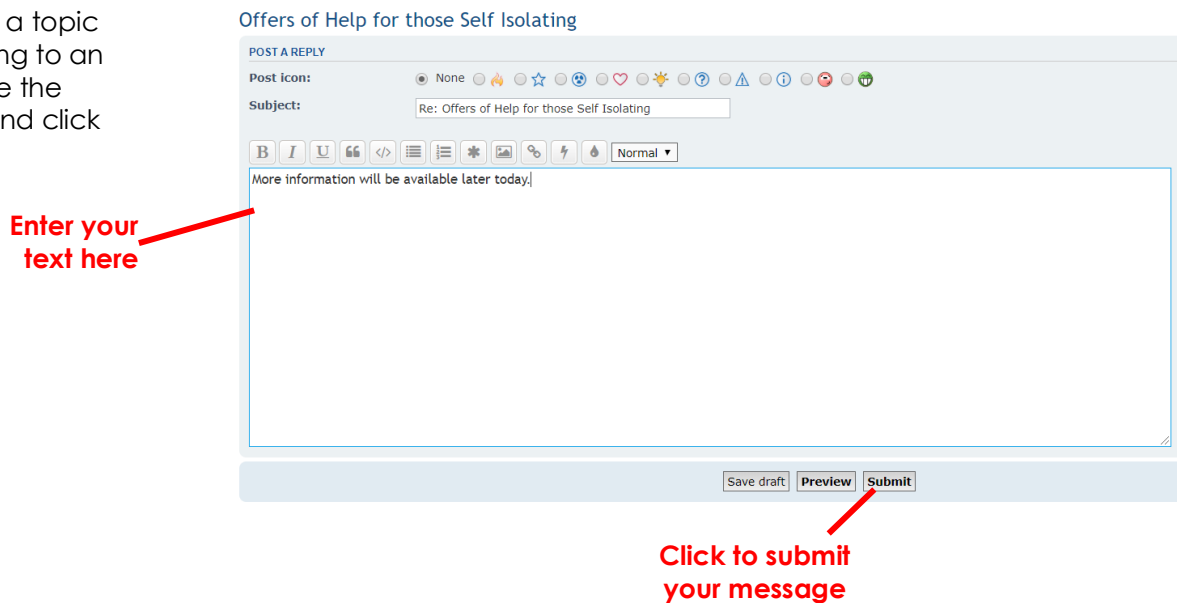 a topic
ng to an
e the
nd click
Offers of Help for those Self Isolating
POST A REPLY
Post icon:
None
Subject:
Re: Offers of Help for those Self Isolating
B I U Normal
More information will be available later today.
Enter your
text here
Save draft Preview Submit
Click to submit
your message